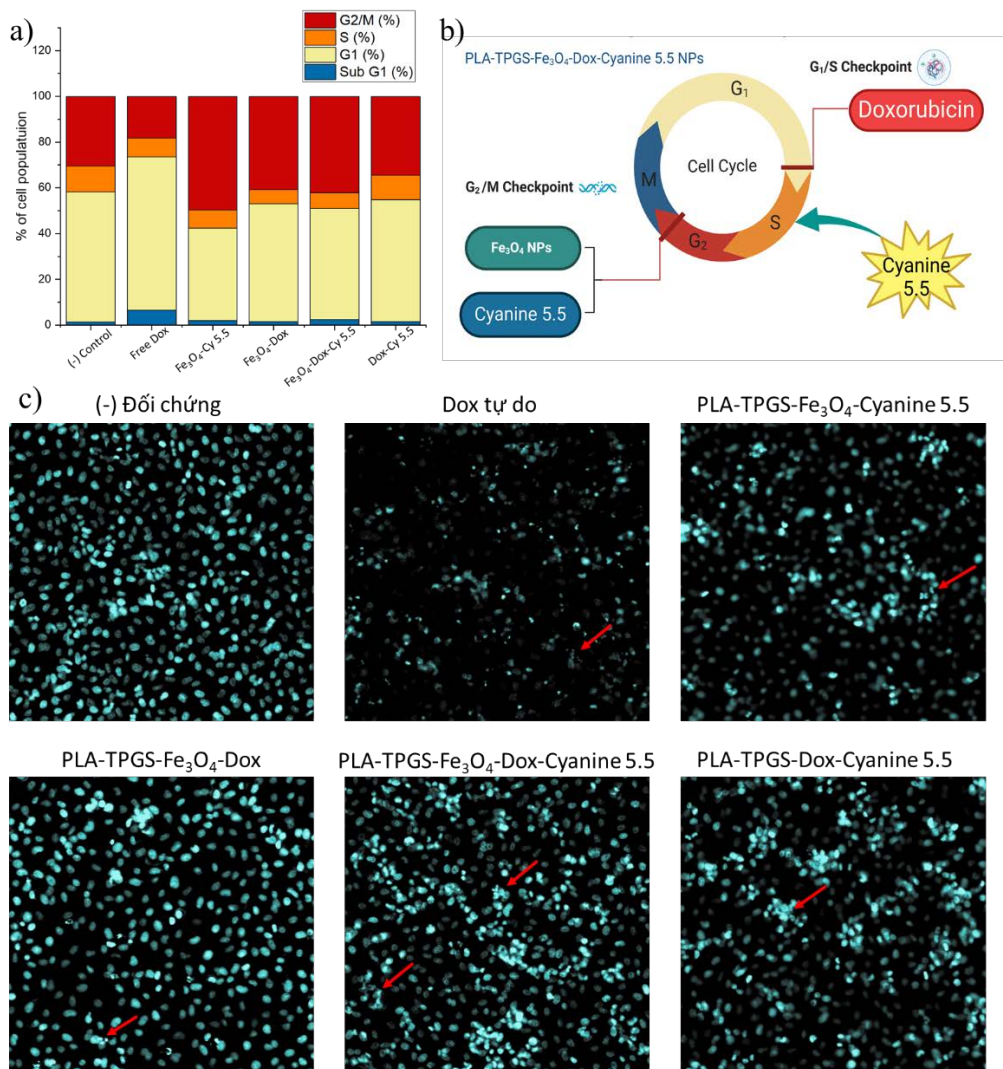 a)
G2/M (%)
S (%)
G1 (%)
Sub G1 (%)
% of cell populatuion
120
100
80
60
40
20
0
(-) Control
Free Dox
Fe₃O₄-Cy 5.5
Fe₃O₄-Dox
Fe₃O₄-Dox-Cy 5.5
Dox-Cy 5.5
b)
PLA-TPGS-Fe₃O₄-Dox-Cyanine 5.5 NPs
G₁/S Checkpoint
Doxorubicin
G₁
Cell Cycle
M
S
G₂
G₂/M Checkpoint
Fe₃O₄ NPs
Cyanine 5.5
Cyanine
5.5
c)
(-) Đối chứng
Dox tự do
PLA-TPGS-Fe₃O₄-Cyanine 5.5
PLA-TPGS-Fe₃O₄-Dox
PLA-TPGS-Fe₃O₄-Dox-Cyanine 5.5
PLA-TPGS-Dox-Cyanine 5.5